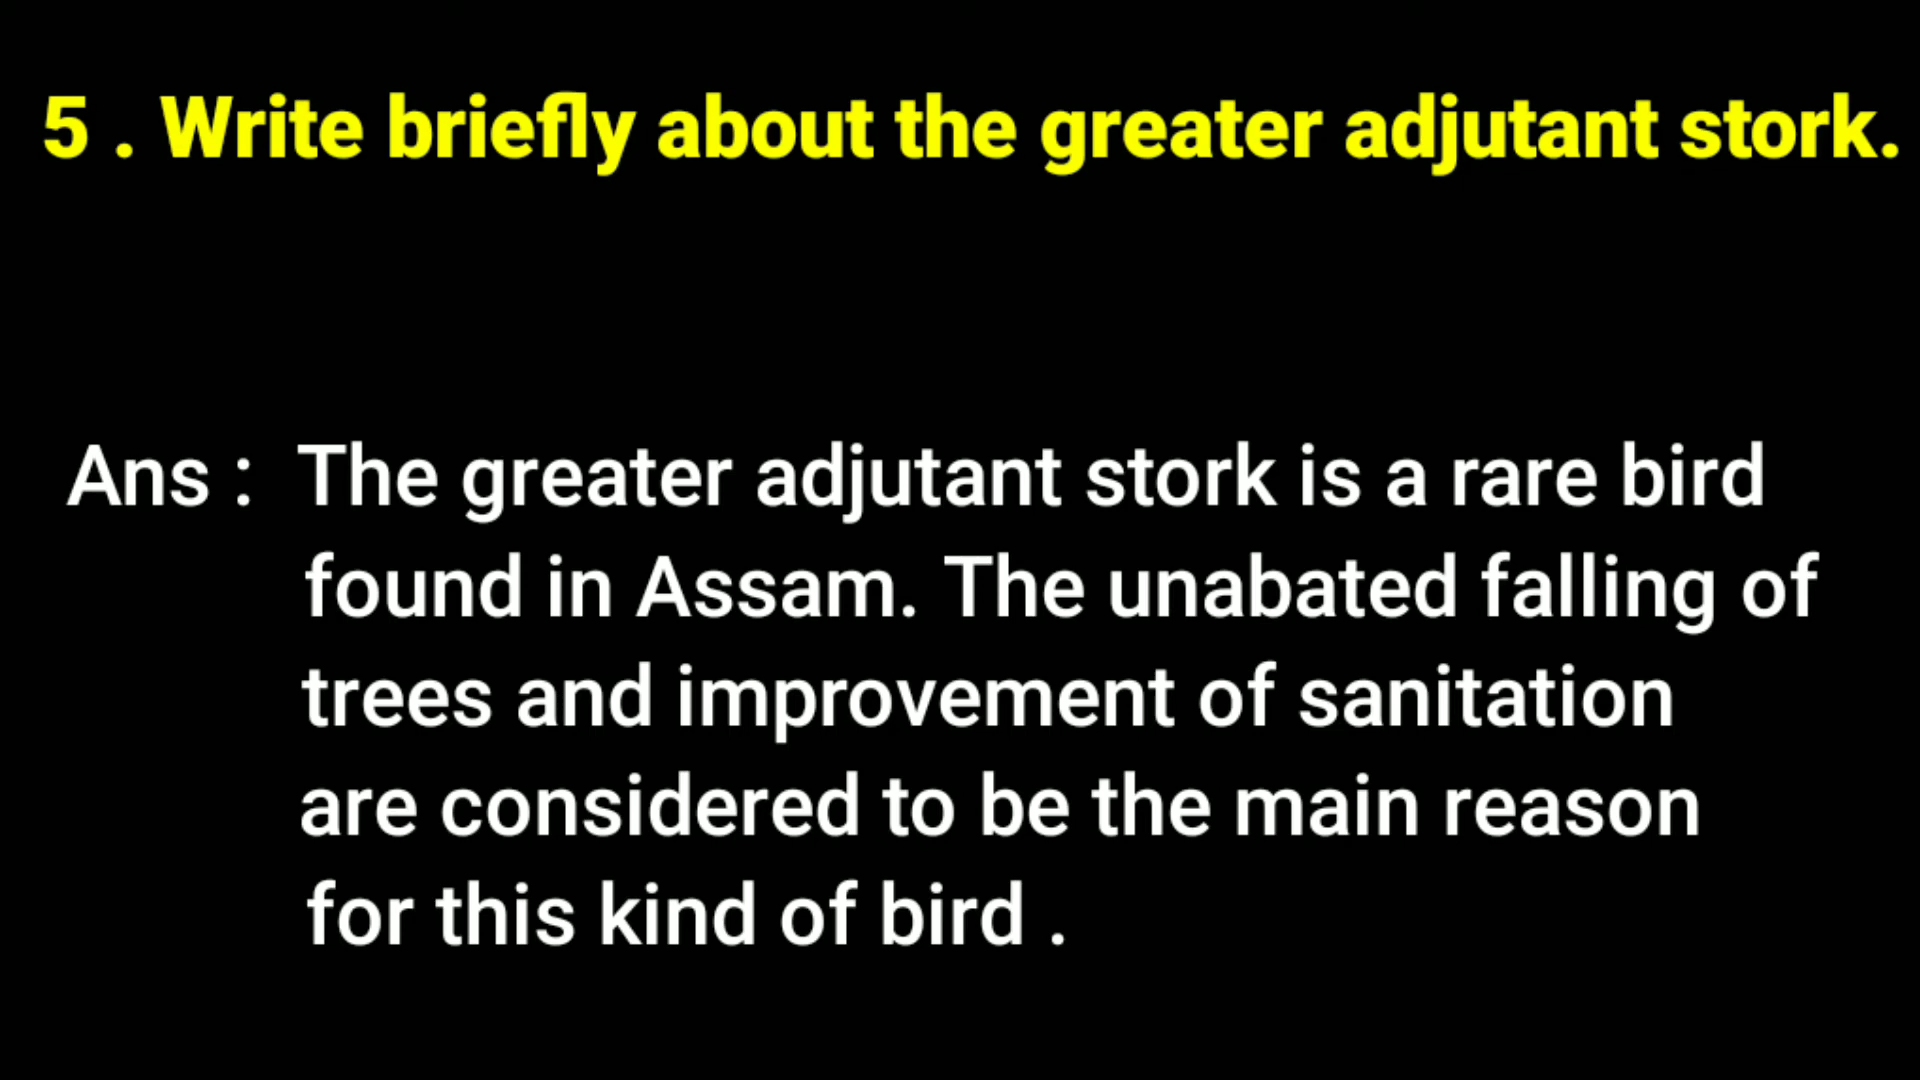 5 . Write briefly about the greater adjutant stork.
Ans : The greater adjutant stork is a rare bird
found in Assam. The unabated falling of
trees and improvement of sanitation
are considered to be the main reason
for this kind of bird .